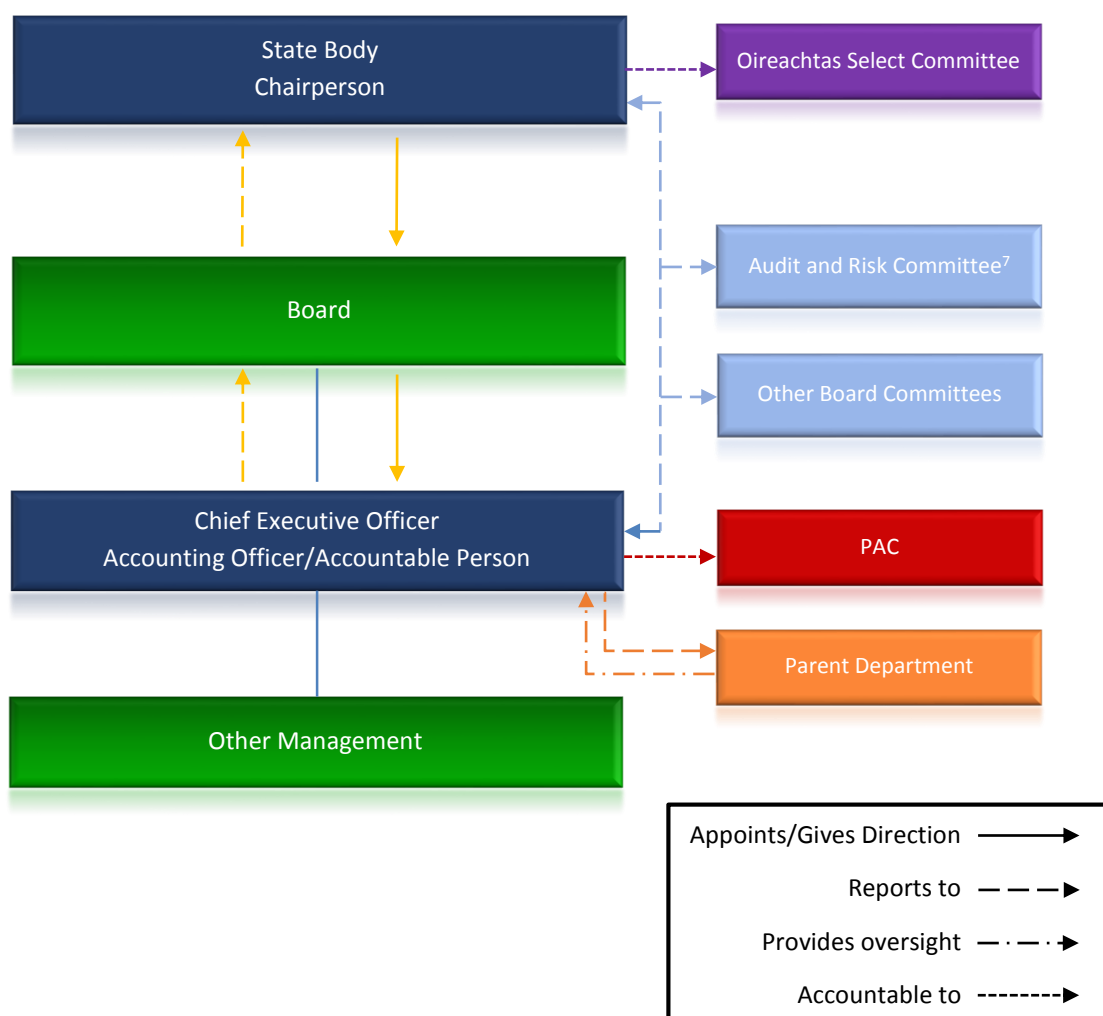 State Body
Chairperson
Oireachtas Select Committee
Audit and Risk Committee⁷
Board
Other Board Committees
Chief Executive Officer
Accounting Officer/Accountable Person
PAC
Parent Department
Other Management
Appoints/Gives Direction
Reports to
Provides oversight
Accountable to